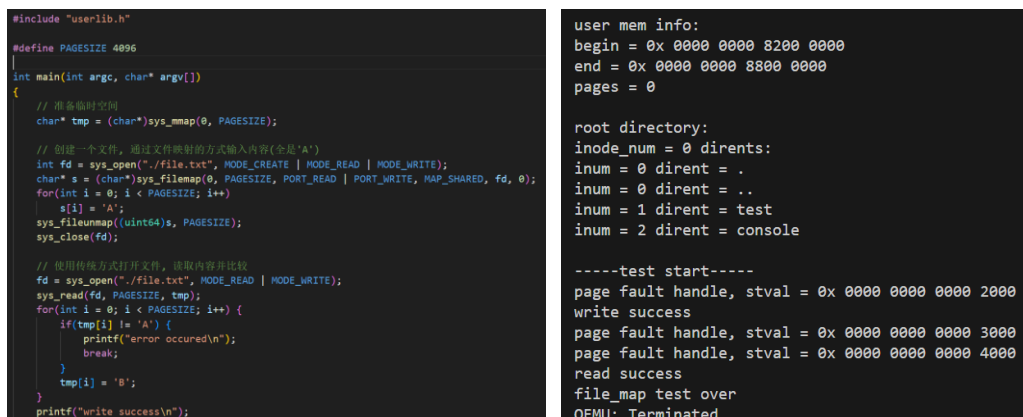 #include "userlib.h"
#define PAGESIZE 4096
int main(int argc, char* argv[])
{
// 准备临时空间
char* tmp = (char*)sys_mmap(0, PAGESIZE);
// 创建一个文件, 通过文件映射的方式输入内容(全是'A')
int fd = sys_open("./file.txt", MODE_CREATE | MODE_READ | MODE_WRITE);
char* s = (char*)sys_filemap(0, PAGESIZE, PORT_READ | PORT_WRITE, MAP_SHARED, fd, 0);
for(int i = 0; i < PAGESIZE; i++)
s[i] = 'A';
sys_fileunmap((uint64)s, PAGESIZE);
sys_close(fd);
// 使用传统方式打开文件, 读取内容并比较
fd = sys_open("./file.txt", MODE_READ | MODE_WRITE);
sys_read(fd, PAGESIZE, tmp);
for(int i = 0; i < PAGESIZE; i++) {
if(tmp[i] != 'A') {
printf("error occured\n");
break;
}
tmp[i] = 'B';
}
printf("write success\n");
user mem info:
begin = 0x 0000 0000 8200 0000
end = 0x 0000 0000 8800 0000
pages = 0
root directory:
inode_num = 0 dirents:
inum = 0 dirent = .
inum = 0 dirent = ..
inum = 1 dirent = test
inum = 2 dirent = console
-----test start-----
page fault handle, stval = 0x 0000 0000 0000 2000
write success
page fault handle, stval = 0x 0000 0000 0000 3000
page fault handle, stval = 0x 0000 0000 0000 4000
read success
file_map test over
QEMU: Terminated